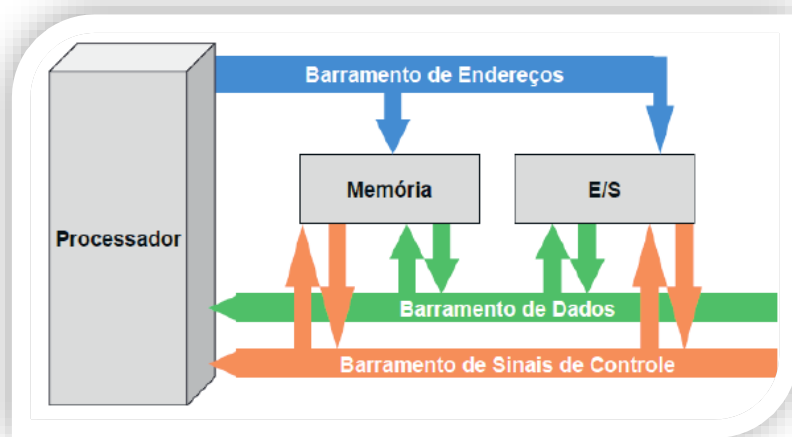 Barramento de Endereços
Memória
E/S
Processador
Barramento de Dados
Barramento de Sinais de Controle